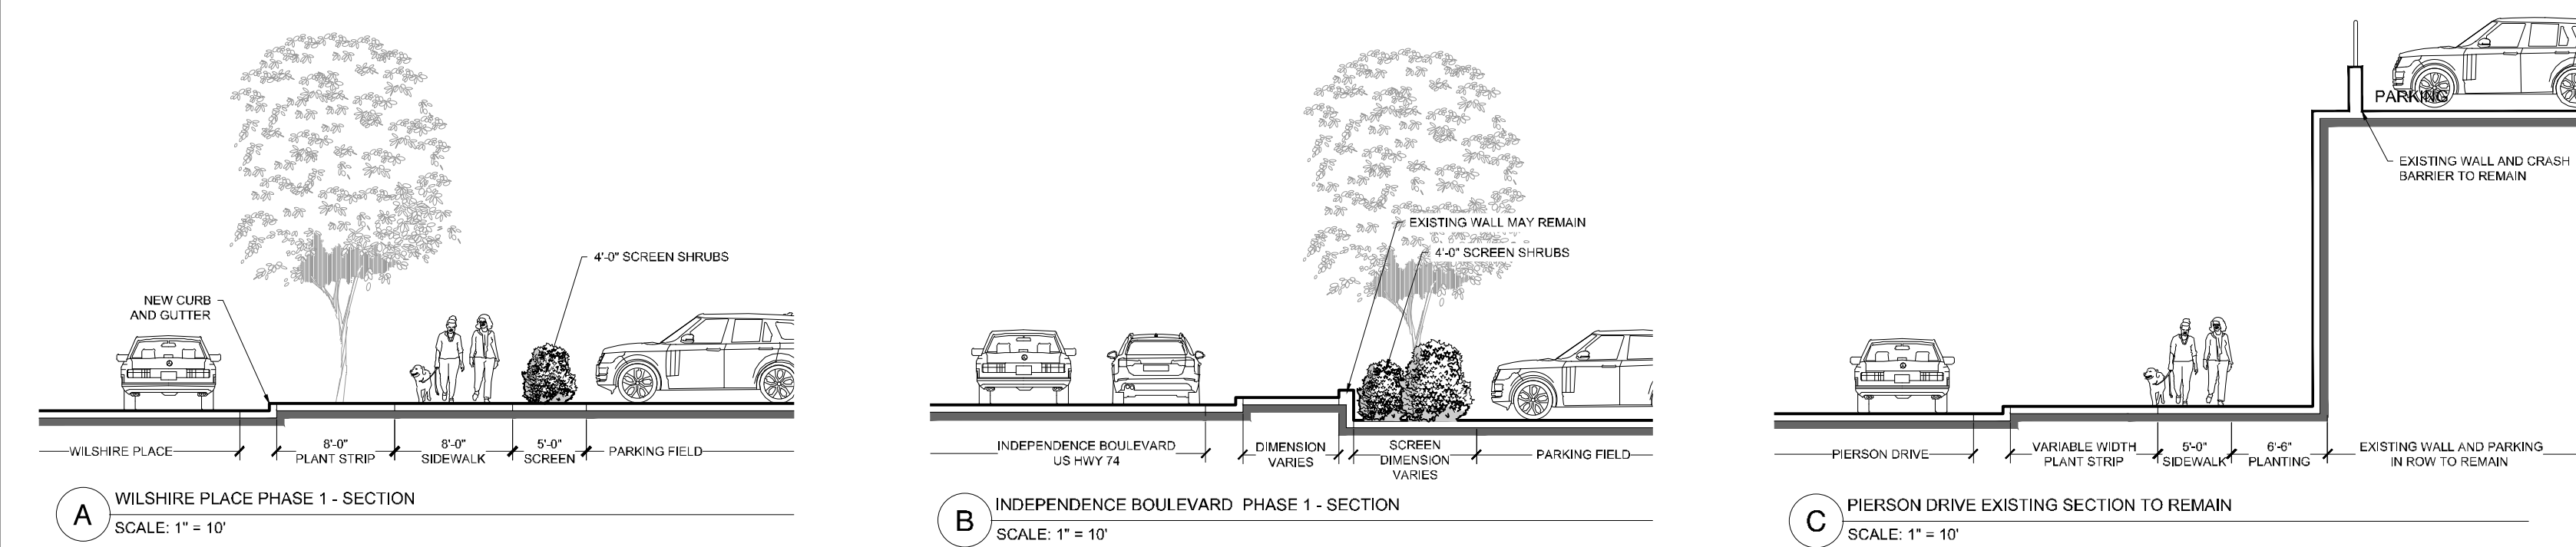 4'-0" SCREEN SHRUBS
NEW CURB
AND GUTTER
WILSHIRE PLACE
8'-0"
PLANT STRIP
8'-0"
SIDEWALK
5'-0"
SCREEN
PARKING FIELD
A
WILSHIRE PLACE PHASE 1 - SECTION
SCALE: 1" = 10'
EXISTING WALL MAY REMAIN
4'-0" SCREEN SHRUBS
INDEPENDENCE BOULEVARD
US HWY 74
DIMENSION
VARIES
SCREEN
DIMENSION
VARIES
PARKING FIELD
B
INDEPENDENCE BOULEVARD PHASE 1 - SECTION
SCALE: 1" = 10'
PARKING
EXISTING WALL AND CRASH
BARRIER TO REMAIN
PIERSON DRIVE
VARIABLE WIDTH
PLANT STRIP
5'-0"
SIDEWALK
6'-6"
PLANTING
EXISTING WALL AND PARKING
IN ROW TO REMAIN
C
PIERSON DRIVE EXISTING SECTION TO REMAIN
SCALE: 1" = 10'